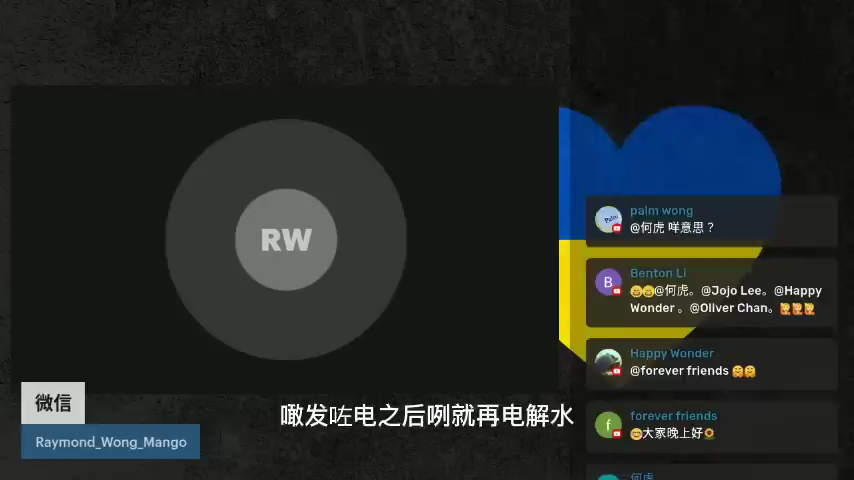 RW
微信
Raymond_Wong_Mango
噉发咗电之后咧就再电解水
palm wong
@何虎 咩意思？
B
Benton Li
😄😄@何虎。@Jojo Lee。@Happy
Wonder 。@Oliver Chan。🙋🙋🙋
Happy Wonder
@forever friends 🤗🤗
f
forever friends
😄大家晚上好🌻
何虎